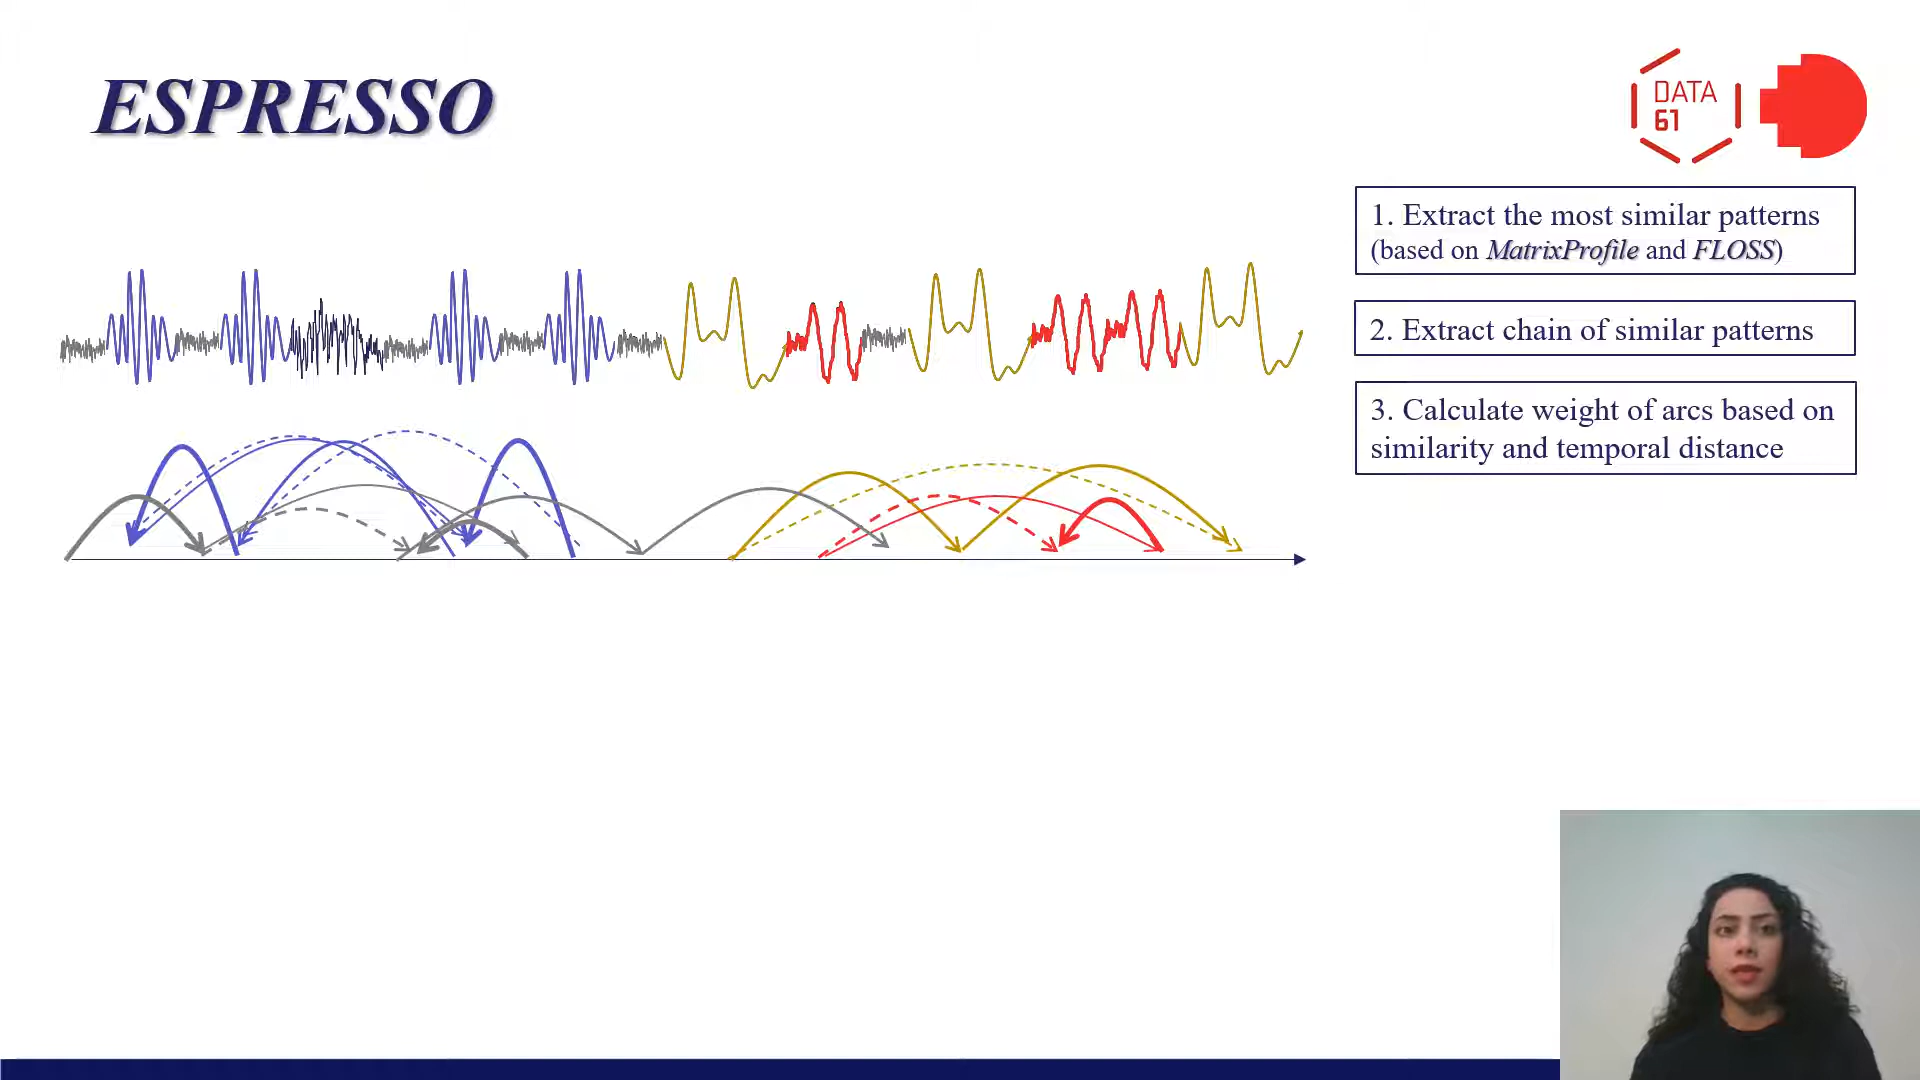 ESPRESSO
DATA
61
1. Extract the most similar patterns
(based on MatrixProfile and FLOSS)
2. Extract chain of similar patterns
3. Calculate weight of arcs based on
similarity and temporal distance